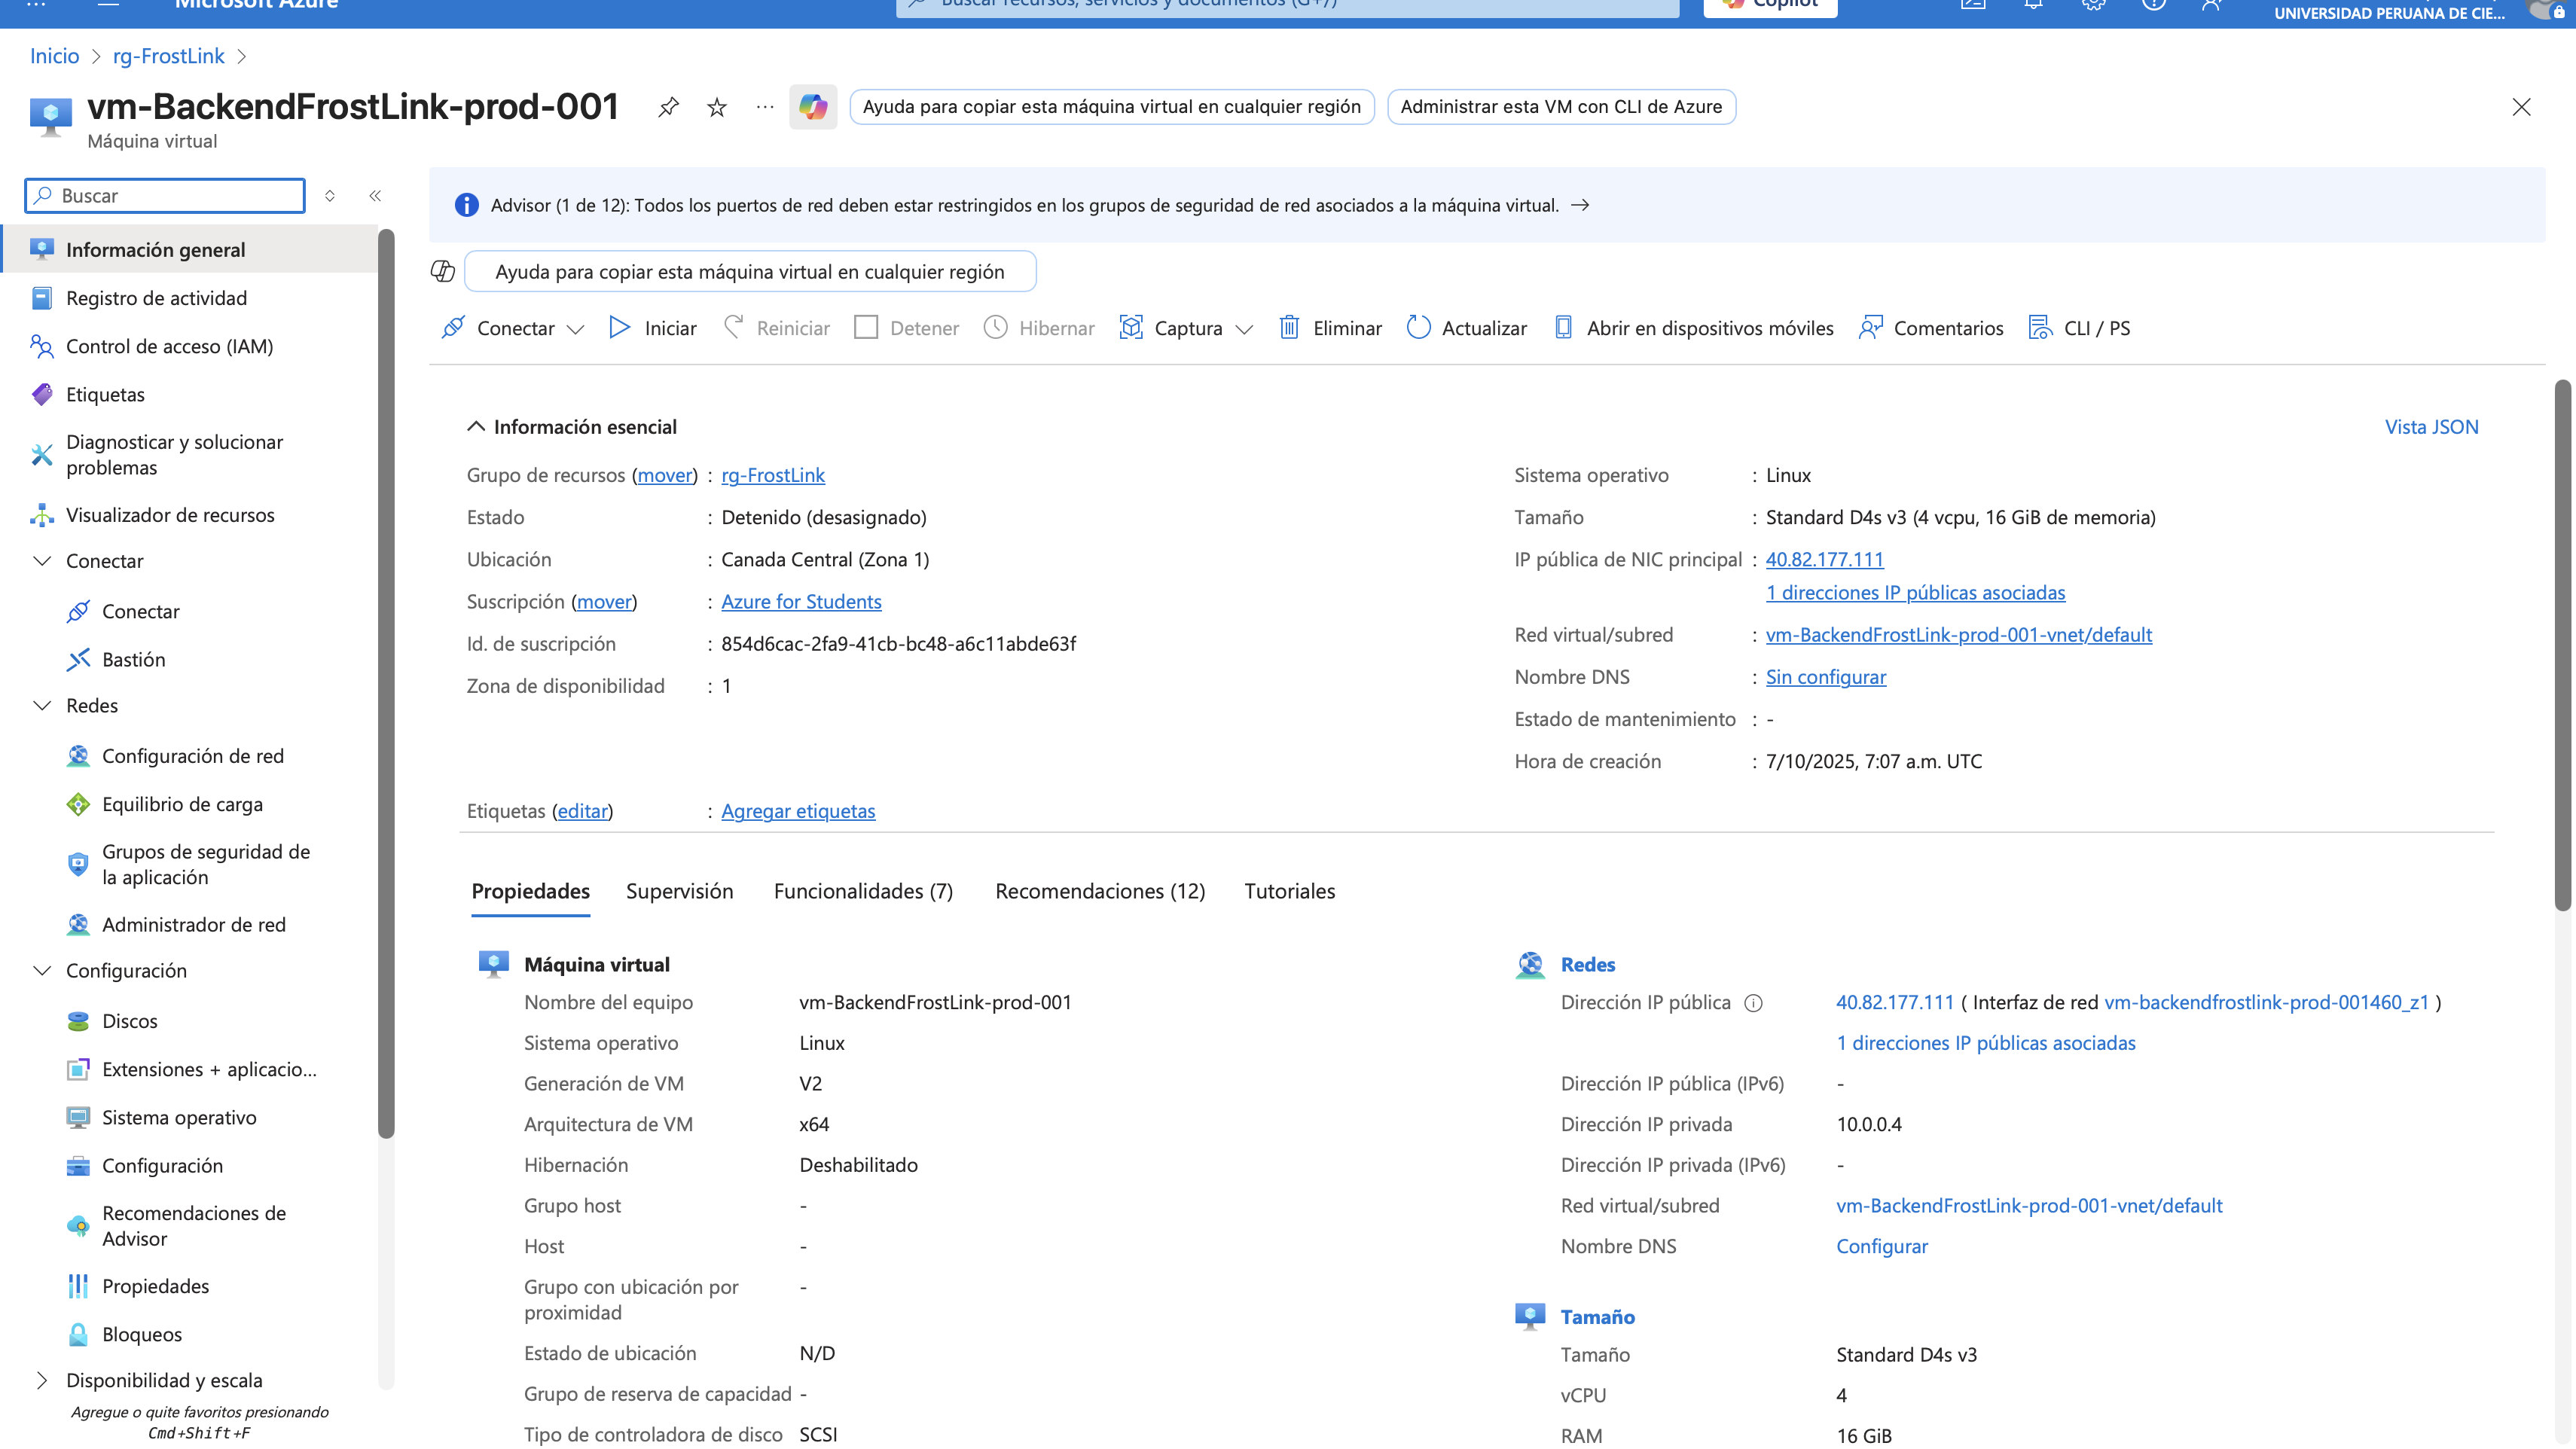 Microsoft Azure
Buscar recursos, servicios y documentos (G+/)
Copilot
UNIVERSIDAD PERUANA DE CIE...
Inicio > rg-FrostLink >
vm-BackendFrostLink-prod-001
Máquina virtual
Ayuda para copiar esta máquina virtual en cualquier región
Administrar esta VM con CLI de Azure
Buscar
Información general
Registro de actividad
Control de acceso (IAM)
Etiquetas
Diagnosticar y solucionar
problemas
Visualizador de recursos
Conectar
Conectar
Bastión
Redes
Configuración de red
Equilibrio de carga
Grupos de seguridad de
la aplicación
Administrador de red
Configuración
Discos
Extensiones + aplicacio...
Sistema operativo
Configuración
Recomendaciones de
Advisor
Propiedades
Bloqueos
Disponibilidad y escala
Agregue o quite favoritos presionando
Cmd+Shift+F
Advisor (1 de 12): Todos los puertos de red deben estar restringidos en los grupos de seguridad de red asociados a la máquina virtual. →
Ayuda para copiar esta máquina virtual en cualquier región
Conectar Iniciar Reiniciar Detener Hibernar Captura Eliminar Actualizar Abrir en dispositivos móviles Comentarios CLI / PS
Información esencial
Vista JSON
Grupo de recursos (mover) : rg-FrostLink
Estado : Detenido (desasignado)
Ubicación : Canada Central (Zona 1)
Suscripción (mover) : Azure for Students
Id. de suscripción : 854d6cac-2fa9-41cb-bc48-a6c11abde63f
Zona de disponibilidad : 1
Sistema operativo : Linux
Tamaño : Standard D4s v3 (4 vcpu, 16 GiB de memoria)
IP pública de NIC principal : 40.82.177.111
1 direcciones IP públicas asociadas
Red virtual/subred : vm-BackendFrostLink-prod-001-vnet/default
Nombre DNS : Sin configurar
Estado de mantenimiento : -
Hora de creación : 7/10/2025, 7:07 a.m. UTC
Etiquetas (editar) : Agregar etiquetas
Propiedades Supervisión Funcionalidades (7) Recomendaciones (12) Tutoriales
Máquina virtual
Nombre del equipo vm-BackendFrostLink-prod-001
Sistema operativo Linux
Generación de VM V2
Arquitectura de VM x64
Hibernación Deshabilitado
Grupo host -
Host -
Grupo con ubicación por -
proximidad
Estado de ubicación N/D
Grupo de reserva de capacidad -
Tipo de controladora de disco SCSI
Redes
Dirección IP pública 40.82.177.111 ( Interfaz de red vm-backendfrostlink-prod-001460_z1 )
1 direcciones IP públicas asociadas
Dirección IP pública (IPv6) -
Dirección IP privada 10.0.0.4
Dirección IP privada (IPv6) -
Red virtual/subred vm-BackendFrostLink-prod-001-vnet/default
Nombre DNS Configurar
Tamaño
Tamaño Standard D4s v3
vCPU 4
RAM 16 GiB